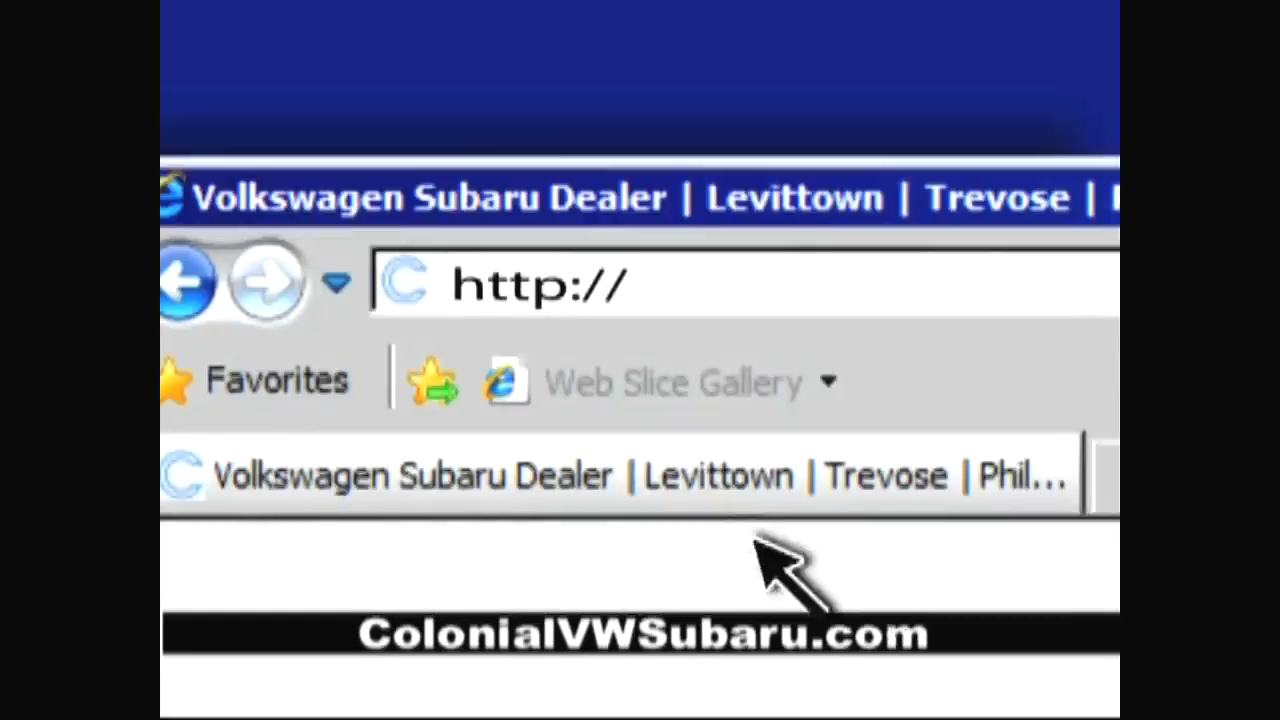 Volkswagen Subaru Dealer | Levittown | Trevose |
http://
Favorites
Web Slice Gallery
Volkswagen Subaru Dealer | Levittown | Trevose | Phil...
ColonialVWSubaru.com